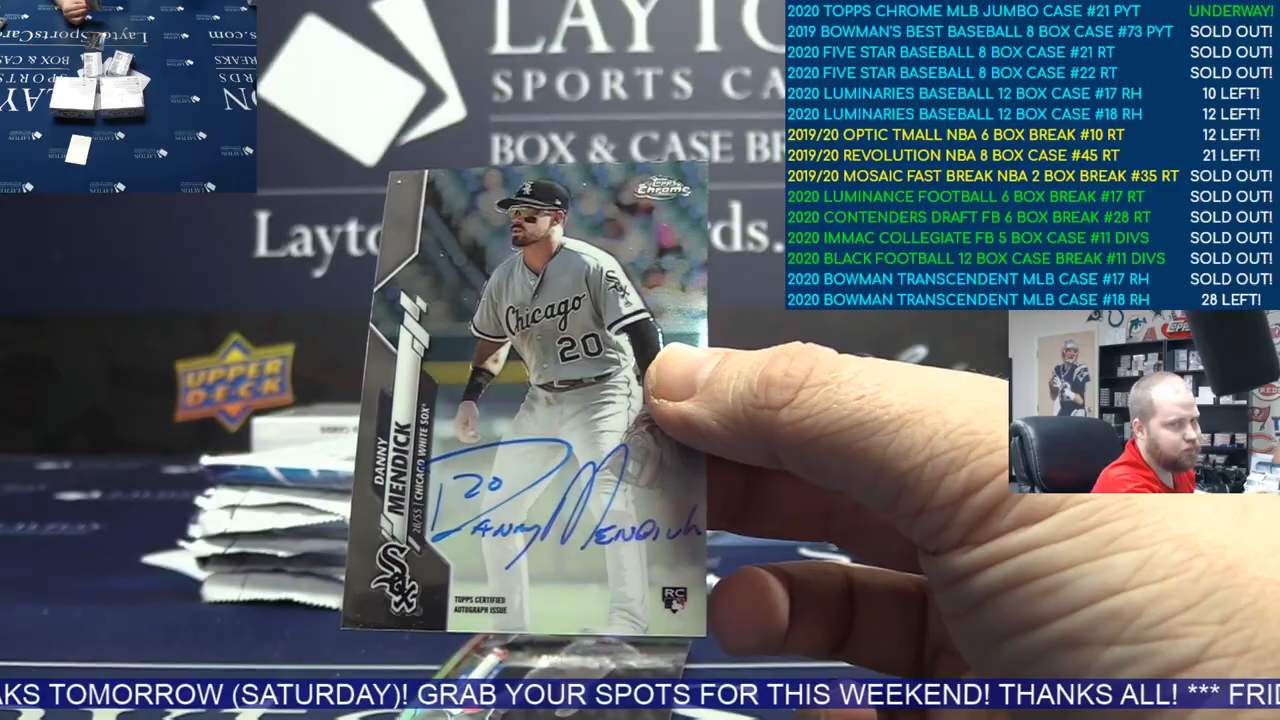 2020 TOPPS CHROME MLB JUMBO CASE #21 PYT UNDERWAY!
2019 BOWMAN'S BEST BASEBALL 8 BOX CASE #73 PYT SOLD OUT!
2020 FIVE STAR BASEBALL 8 BOX CASE #21 RT SOLD OUT!
2020 FIVE STAR BASEBALL 8 BOX CASE #22 RT SOLD OUT!
2020 LUMINARIES BASEBALL 12 BOX CASE #17 RH 10 LEFT!
2020 LUMINARIES BASEBALL 12 BOX CASE #18 RH 12 LEFT!
2019/20 OPTIC TMALL NBA 6 BOX BREAK #10 RT 12 LEFT!
2019/20 REVOLUTION NBA 8 BOX CASE #45 RT 21 LEFT!
2019/20 MOSAIC FAST BREAK NBA 2 BOX BREAK #35 RT SOLD OUT!
2020 LUMINANCE FOOTBALL 6 BOX BREAK #17 RT SOLD OUT!
2020 CONTENDERS DRAFT FB 6 BOX BREAK #28 RT SOLD OUT!
2020 IMMAC COLLEGIATE FB 5 BOX CASE #11 DIVS SOLD OUT!
2020 BLACK FOOTBALL 12 BOX CASE BREAK #11 DIVS SOLD OUT!
2020 BOWMAN TRANSCENDENT MLB CASE #17 RH SOLD OUT!
2020 BOWMAN TRANSCENDENT MLB CASE #18 RH 28 LEFT!
LAYTO
SPORTS CA
BOX & CASE BR
Layto
rds.
UPPER
DECK
Topps
Chrome
Chicago
20
DANNY
MENDICK
28/55 | CHICAGO WHITE SOX
Sox
20
Danny Mendick
TOPPS CERTIFIED
AUTOGRAPH ISSUE
RC
AKS TOMORROW (SATURDAY)! GRAB YOUR SPOTS FOR THIS WEEKEND! THANKS ALL! *** FRI